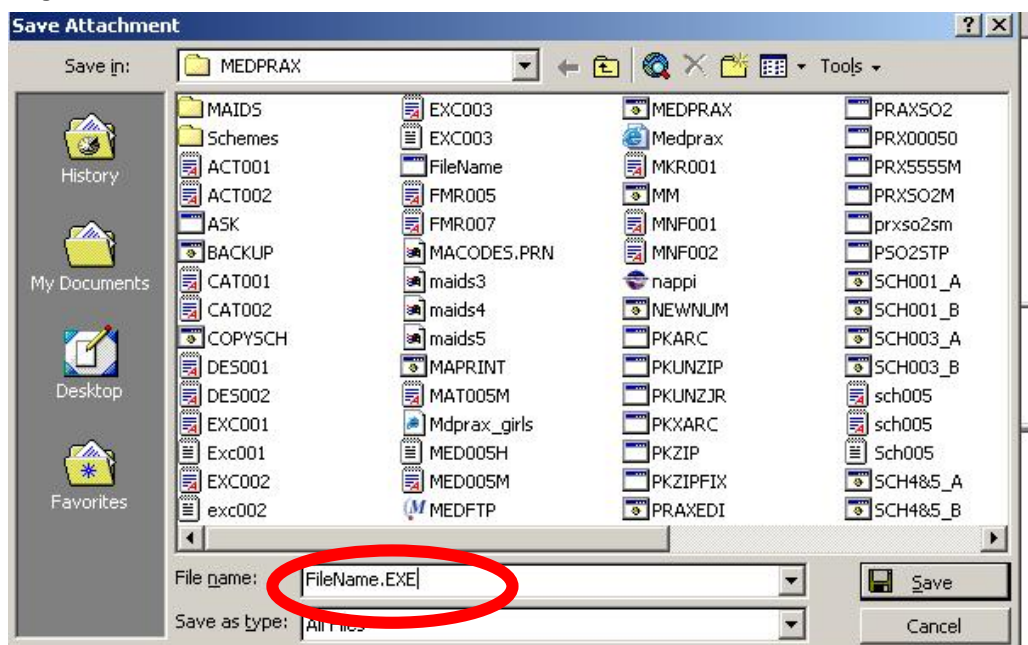 Save Attachment
Save in: MEDPRAX Tools
History
My Documents
Desktop
Favorites
MAIDS EXC003 MEDPRAX PRAXSO2
Schemes EXC003 Medprax PRX00050
ACT001 FileName MKR001 PRX5555M
ACT002 FMR005 MM PRXSO2M
ASK FMR007 MNF001 prxso2sm
BACKUP MACODES.PRN MNF002 PSO2STP
CAT001 maids3 nappi SCH001_A
CAT002 maids4 NEWNUM SCH001_B
COPYSCH maids5 PKARC SCH003_A
DES001 MAPRINT PKUNZIP SCH003_B
DES002 MAT005M PKUNZJR sch005
EXC001 Mdprax_girls PKXARC sch005
Exc001 MED005H PKZIP Sch005
EXC002 MED005M PKZIPFIX SCH4&5_A
exc002 MEDFTP PRAXEDI SCH4&5_B
File name: FileName.EXE Save
Save as type: All Files Cancel